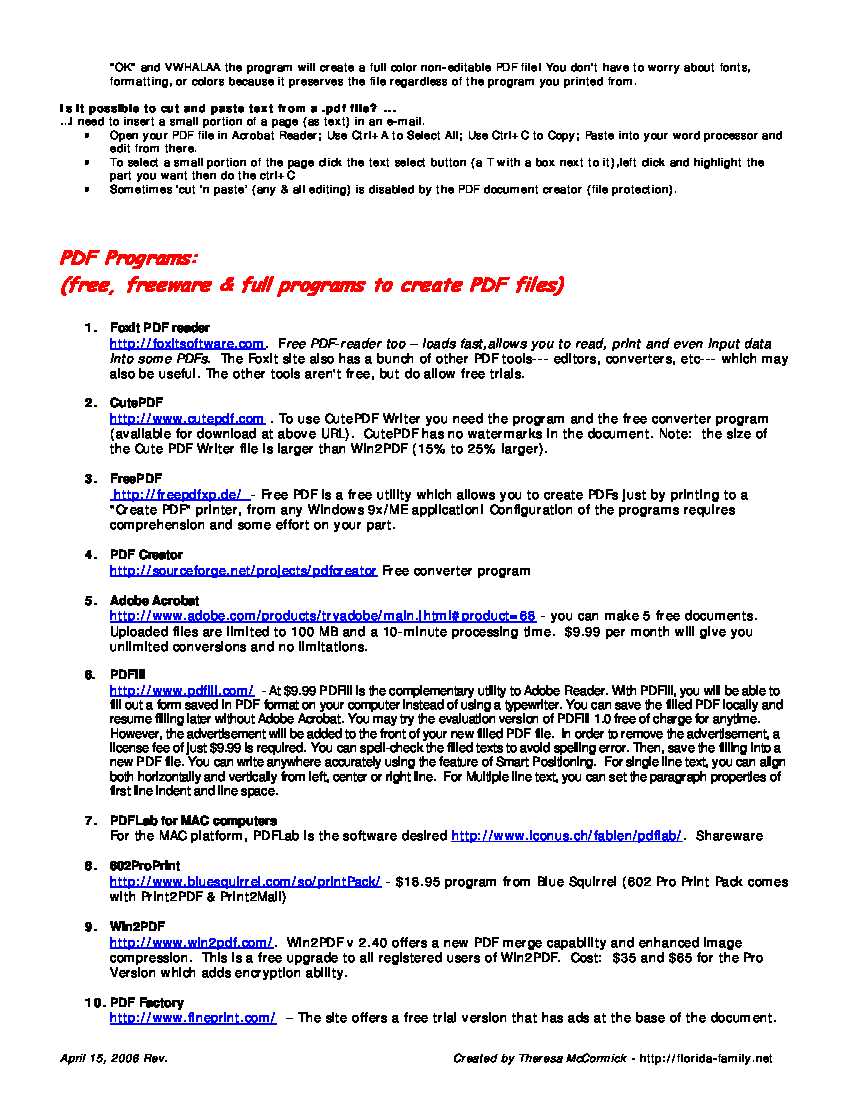 "OK" and VWHALAA the program will create a full color non-editable PDF file! You don't have to worry about fonts,
formatting, or colors because it preserves the file regardless of the program you printed from.
Is it possible to cut and paste text from a .pdf file? ...
...I need to insert a small portion of a page (as text) in an e-mail.
• Open your PDF file in Acrobat Reader; Use Ctrl+A to Select All; Use Ctrl+C to Copy; Paste into your word processor and
edit from there.
• To select a small portion of the page click the text select button (a T with a box next to it),left click and highlight the
part you want then do the ctrl+C
• Sometimes 'cut 'n paste' (any & all editing) is disabled by the PDF document creator (file protection).
PDF Programs:
(free, freeware & full programs to create PDF files)
1. Foxit PDF reader
http://foxitsoftware.com. Free PDF-reader too – loads fast,allows you to read, print and even input data
into some PDFs. The Foxit site also has a bunch of other PDF tools--- editors, converters, etc--- which may
also be useful. The other tools aren't free, but do allow free trials.
2. CutePDF
http://www.cutepdf.com . To use CutePDF Writer you need the program and the free converter program
(available for download at above URL). CutePDF has no watermarks in the document. Note: the size of
the Cute PDF Writer file is larger than Win2PDF (15% to 25% larger).
3. FreePDF
http://freepdfxp.de/ - Free PDF is a free utility which allows you to create PDFs just by printing to a
"Create PDF" printer, from any Windows 9x/ME application! Configuration of the programs requires
comprehension and some effort on your part.
4. PDF Creator
http://sourceforge.net/projects/pdfcreator Free converter program
5. Adobe Acrobat
http://www.adobe.com/products/tryadobe/main.jhtml#product=66 - you can make 5 free documents.
Uploaded files are limited to 100 MB and a 10-minute processing time. $9.99 per month will give you
unlimited conversions and no limitations.
6. PDFill
http://www.pdfill.com/ - At $9.99 PDFill is the complementary utility to Adobe Reader. With PDFill, you will be able to
fill out a form saved in PDF format on your computer instead of using a typewriter. You can save the filled PDF locally and
resume filling later without Adobe Acrobat. You may try the evaluation version of PDFill 1.0 free of charge for anytime.
However, the advertisement will be added to the front of your new filled PDF file. In order to remove the advertisement, a
license fee of just $9.99 is required. You can spell-check the filled texts to avoid spelling error. Then, save the filling into a
new PDF file. You can write anywhere accurately using the feature of Smart Positioning. For single line text, you can align
both horizontally and vertically from left, center or right line. For Multiple line text, you can set the paragraph properties of
first line indent and line space.
7. PDFLab for MAC computers
For the MAC platform, PDFLab is the software desired http://www.iconus.ch/fabien/pdflab/. Shareware
8. 602ProPrint
http://www.bluesquirrel.com/so/printPack/ - $18.95 program from Blue Squirrel (602 Pro Print Pack comes
with Print2PDF & Print2Mail)
9. Win2PDF
http://www.win2pdf.com/. Win2PDF v 2.40 offers a new PDF merge capability and enhanced image
compression. This is a free upgrade to all registered users of Win2PDF. Cost: $35 and $65 for the Pro
Version which adds encryption ability.
10. PDF Factory
http://www.fineprint.com/ – The site offers a free trial version that has ads at the base of the document.
April 15, 2006 Rev. Created by Theresa McCormick - http://florida-family.net